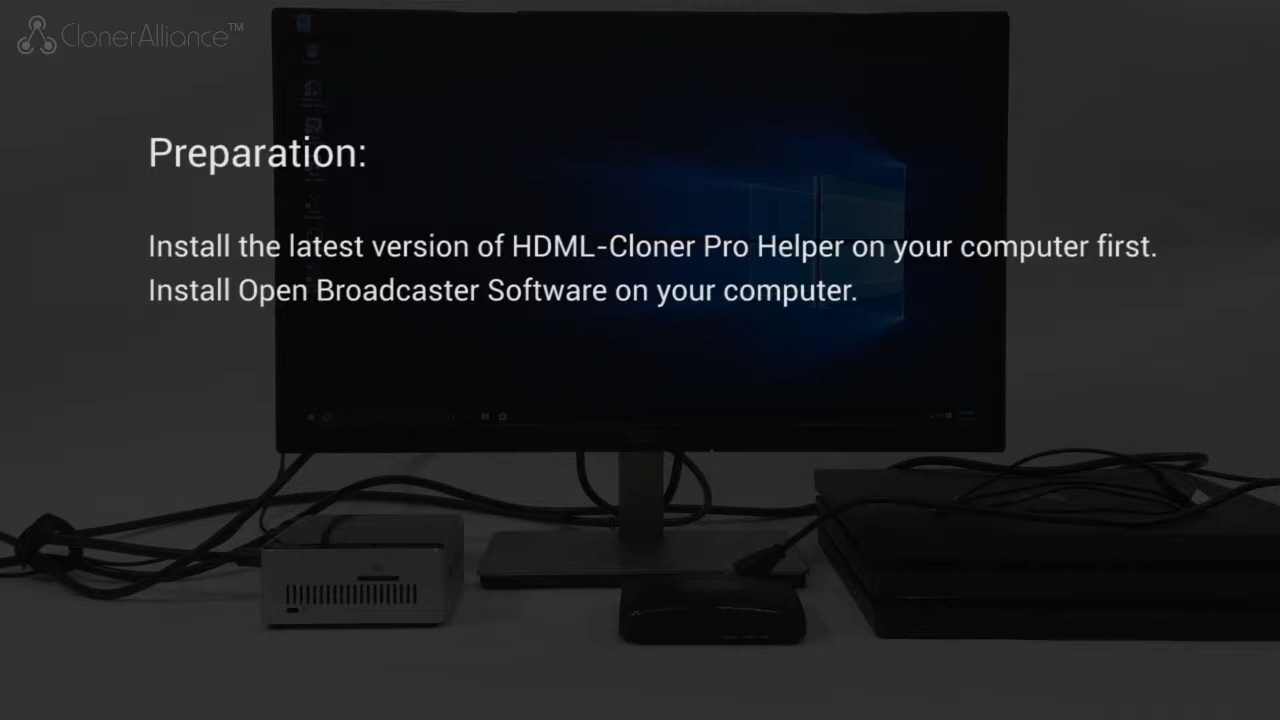 ClonerAlliance™
Preparation:
Install the latest version of HDML-Cloner Pro Helper on your computer first.
Install Open Broadcaster Software on your computer.